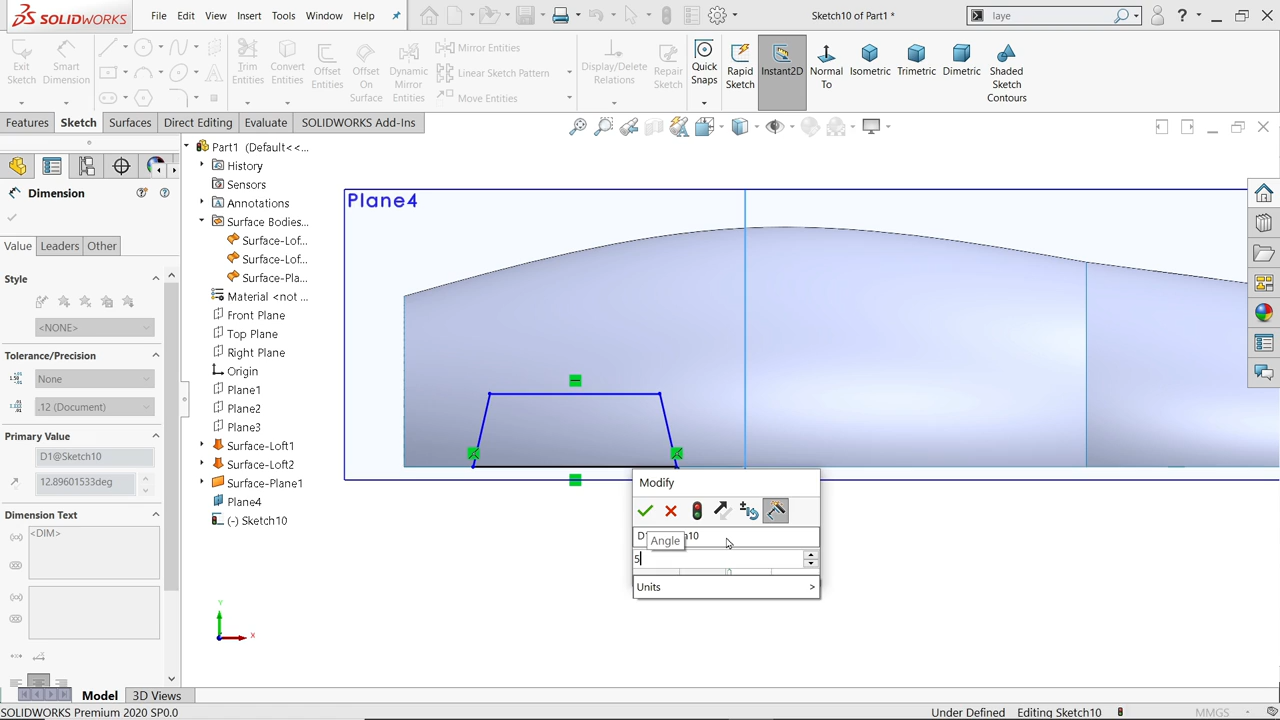 SOLIDWORKS
File Edit View Insert Tools Window Help
Sketch10 of Part1 *
laye
Exit Sketch
Smart Dimension
Trim Entities
Convert Entities
Offset Entities
Offset On Surface
Dynamic Mirror Entities
Mirror Entities
Linear Sketch Pattern
Move Entities
Display/Delete Relations
Repair Sketch
Quick Snaps
Rapid Sketch
Instant2D
Normal To
Isometric
Trimetric
Dimetric
Shaded Sketch Contours
Features Sketch Surfaces Direct Editing Evaluate SOLIDWORKS Add-Ins
Dimension
Value Leaders Other
Style
<NONE>
Tolerance/Precision
None
.12 (Document)
Primary Value
D1@Sketch10
12.89601533deg
Dimension Text
<DIM>
Part1 (Default<<...
History
Sensors
Annotations
Surface Bodies...
Surface-Lof...
Surface-Lof...
Surface-Pla...
Material <not ...
Front Plane
Top Plane
Right Plane
Origin
Plane1
Plane2
Plane3
Surface-Loft1
Surface-Loft2
Surface-Plane1
Plane4
(-) Sketch10
Plane4
Modify
Angle
5
Units >
Y
X
Model 3D Views
SOLIDWORKS Premium 2020 SP0.0
Under Defined Editing Sketch10 MMGS